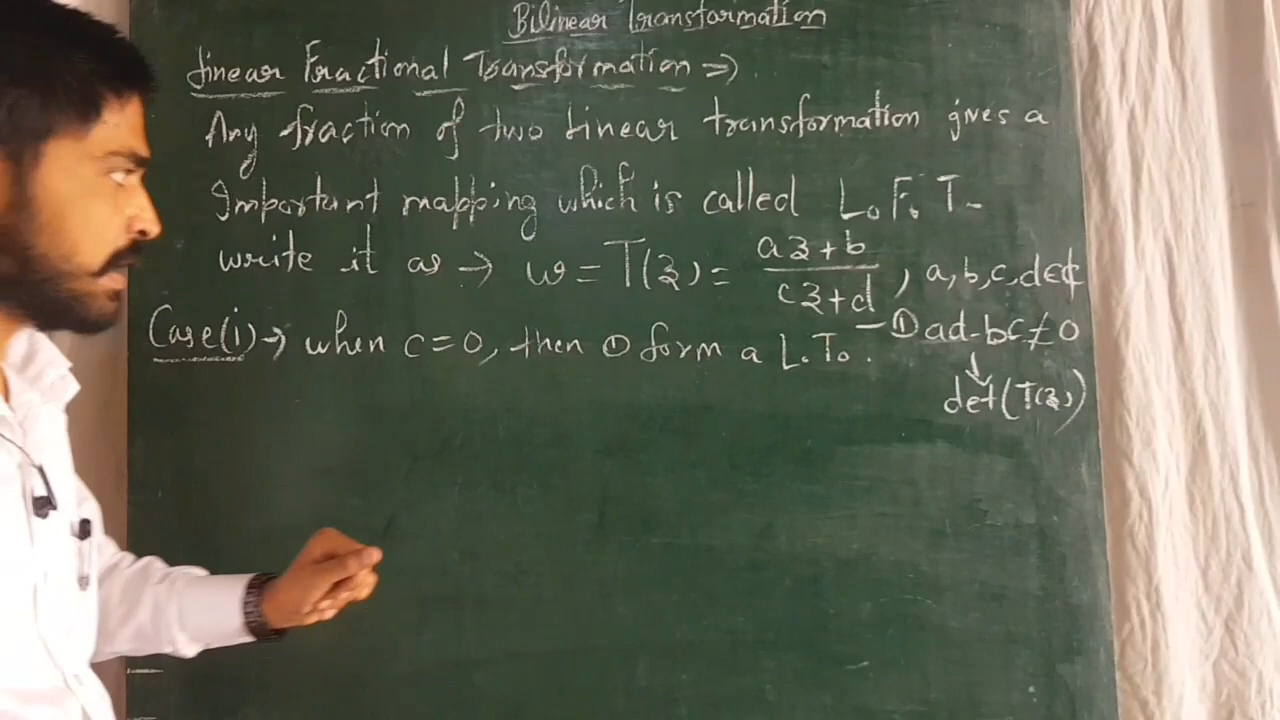 Bilinear Transformation
Linear Fractional Transformation ⇒
Any fraction of two Linear transformation gives a
Important mapping which is called L.F.T.
write it as → w = T(z) = (az+b)/(cz+d), a,b,c,d∈ℂ
— ① ad-bc≠0
↓
det(T(z))
Case(i) → when c=0, then ① form a L.T.